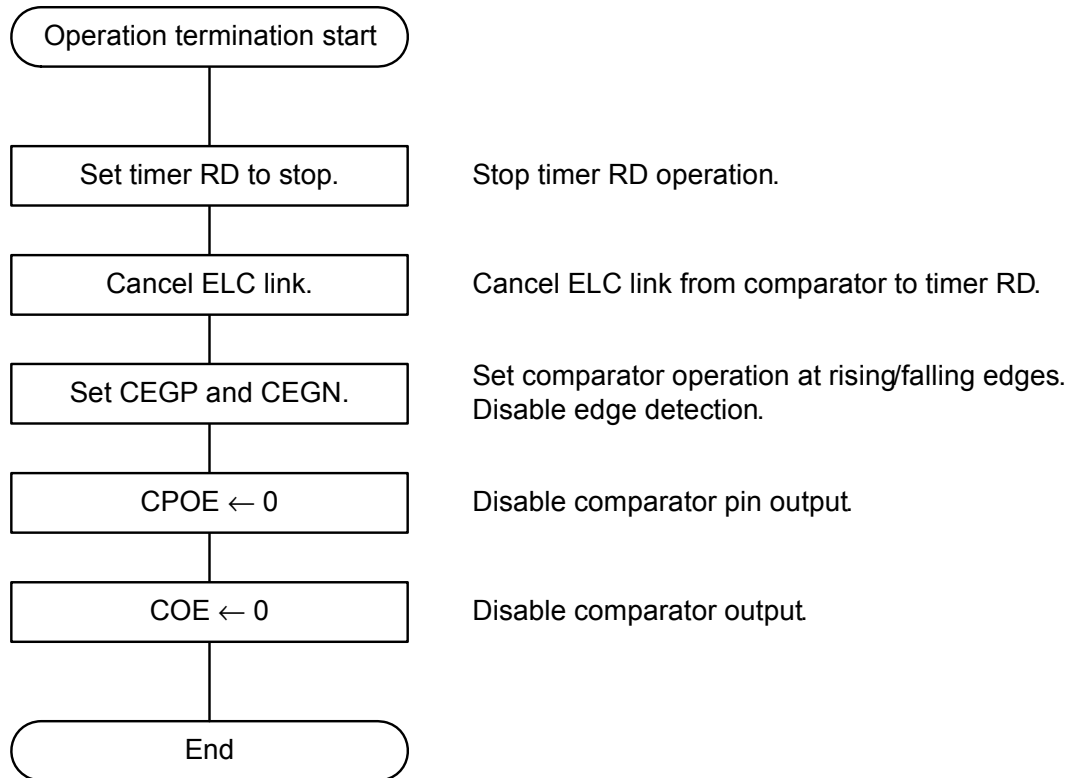 Operation termination start
Set timer RD to stop.
Stop timer RD operation.
Cancel ELC link.
Cancel ELC link from comparator to timer RD.
Set CEGP and CEGN.
Set comparator operation at rising/falling edges.
Disable edge detection.
CPOE ← 0
Disable comparator pin output.
COE ← 0
Disable comparator output.
End